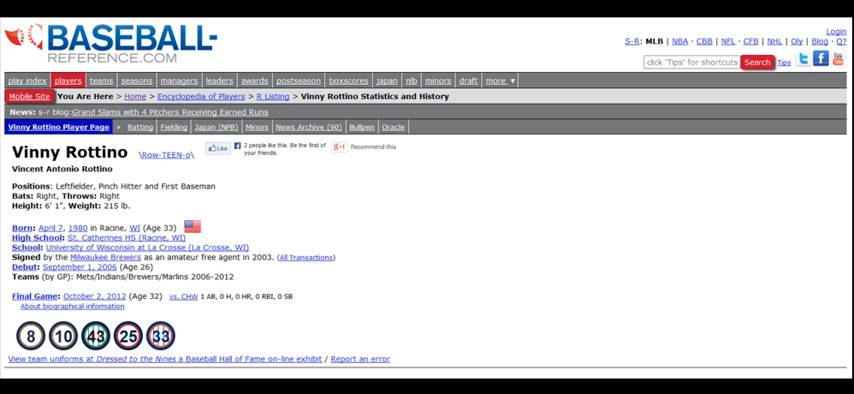 Login
BASEBALL-
REFERENCE.COM
S-R: MLB | NBA · CBB | NFL · CFB | NHL | Oly | Blog · Q?
click 'Tips' for shortcuts Search Tips
play index players teams seasons managers leaders awards postseason boxscores japan nlb minors draft more ▼
Mobile Site You Are Here > Home > Encyclopedia of Players > R Listing > Vinny Rottino Statistics and History
News: s-r blog:Grand Slams with 4 Pitchers Receiving Earned Runs
Vinny Rottino Player Page » Batting Fielding Japan (NPB) Minors News Archive (90) Bullpen Oracle
Vinny Rottino \Row-TEEN-o\ Like 2 people like this. Be the first of your friends. +1 Recommend this
Vincent Antonio Rottino
Positions: Leftfielder, Pinch Hitter and First Baseman
Bats: Right, Throws: Right
Height: 6' 1", Weight: 215 lb.
Born: April 7, 1980 in Racine, WI (Age 33)
High School: St. Catherines HS (Racine, WI)
School: University of Wisconsin at La Crosse (La Crosse, WI)
Signed by the Milwaukee Brewers as an amateur free agent in 2003. (All Transactions)
Debut: September 1, 2006 (Age 26)
Teams (by GP): Mets/Indians/Brewers/Marlins 2006-2012
Final Game: October 2, 2012 (Age 32) vs. CHW 1 AB, 0 H, 0 HR, 0 RBI, 0 SB
About biographical information
8 10 43 25 33
View team uniforms at Dressed to the Nines a Baseball Hall of Fame on-line exhibit / Report an error